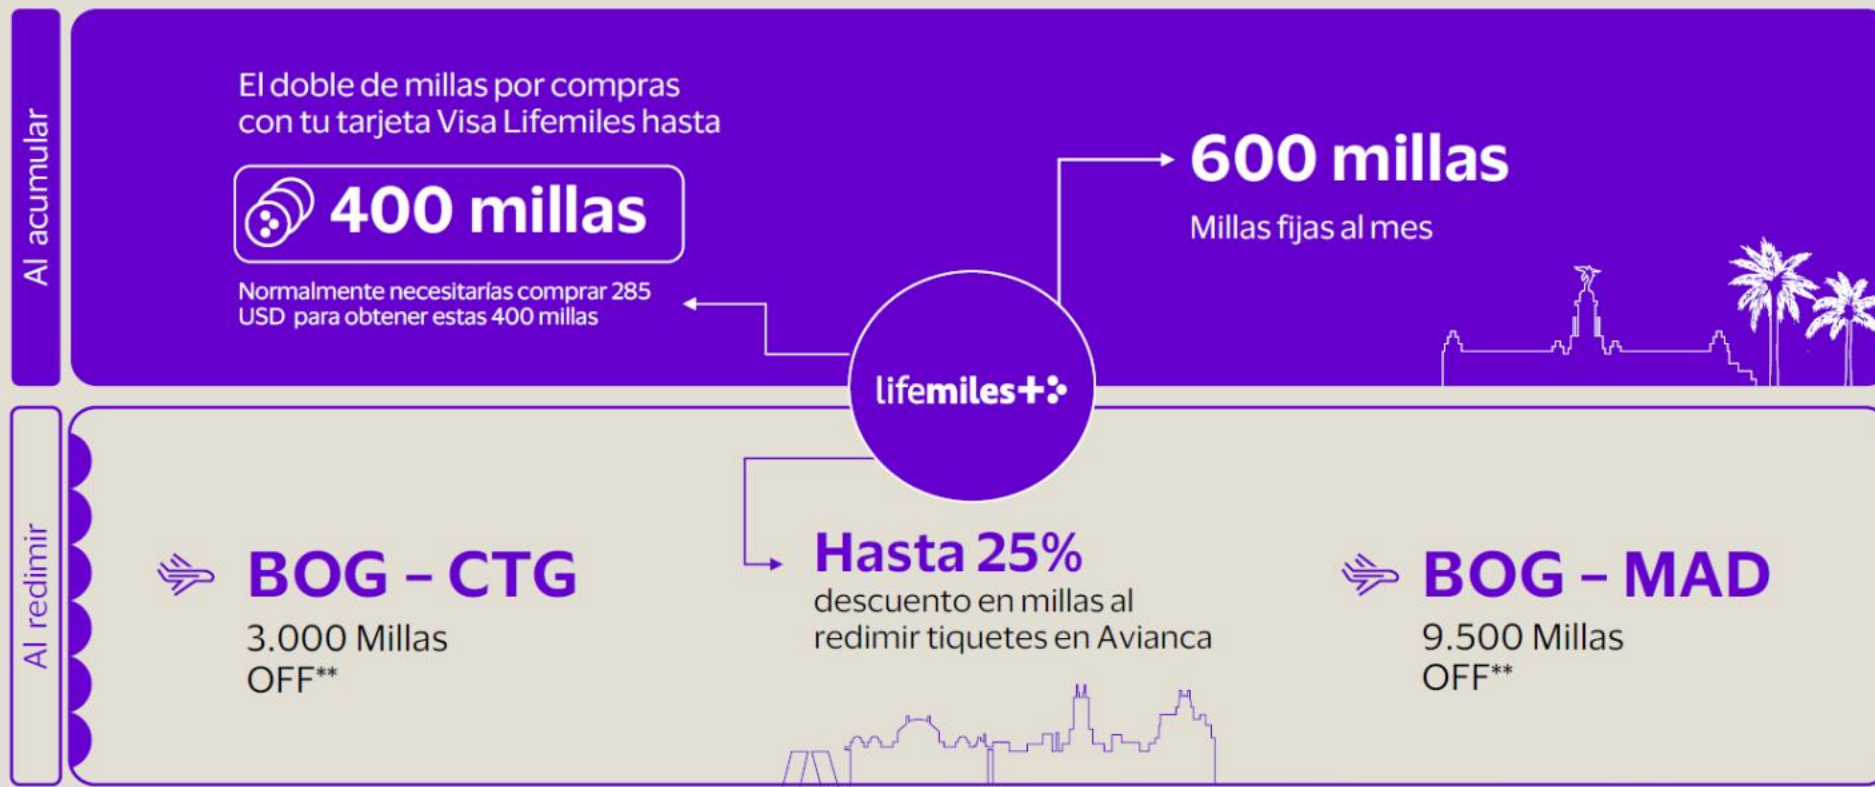 Al acumular
El doble de millas por compras
con tu tarjeta Visa Lifemiles hasta
400 millas
Normalmente necesitarías comprar 285
USD para obtener estas 400 millas
600 millas
Millas fijas al mes
lifemiles+
Al redimir
BOG – CTG
3.000 Millas
OFF**
Hasta 25%
descuento en millas al
redimir tiquetes en Avianca
BOG – MAD
9.500 Millas
OFF**